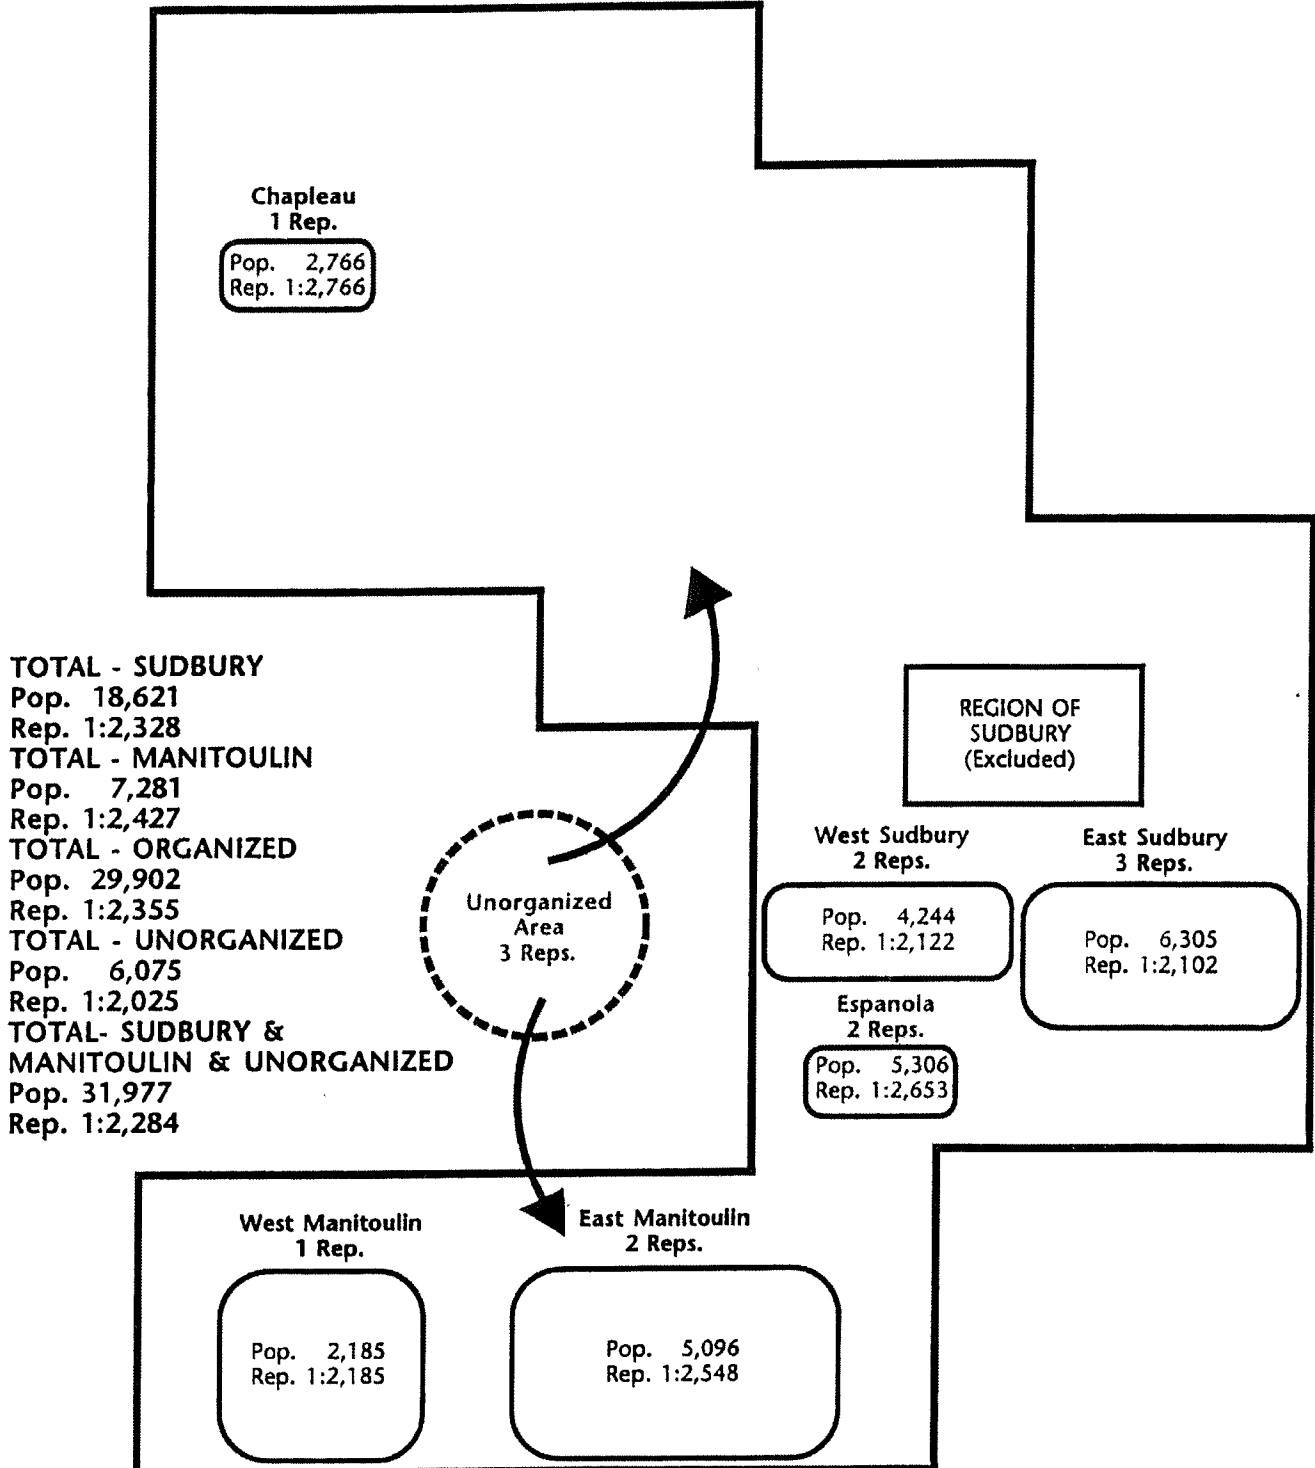 Chapleau
1 Rep.
Pop. 2,766
Rep. 1:2,766
TOTAL - SUDBURY
Pop. 18,621
Rep. 1:2,328
TOTAL - MANITOULIN
Pop. 7,281
Rep. 1:2,427
TOTAL - ORGANIZED
Pop. 29,902
Rep. 1:2,355
TOTAL - UNORGANIZED
Pop. 6,075
Rep. 1:2,025
TOTAL- SUDBURY &
MANITOULIN & UNORGANIZED
Pop. 31,977
Rep. 1:2,284
Unorganized
Area
3 Reps.
REGION OF
SUDBURY
(Excluded)
West Sudbury
2 Reps.
Pop. 4,244
Rep. 1:2,122
East Sudbury
3 Reps.
Pop. 6,305
Rep. 1:2,102
Espanola
2 Reps.
Pop. 5,306
Rep. 1:2,653
West Manitoulin
1 Rep.
Pop. 2,185
Rep. 1:2,185
East Manitoulin
2 Reps.
Pop. 5,096
Rep. 1:2,548